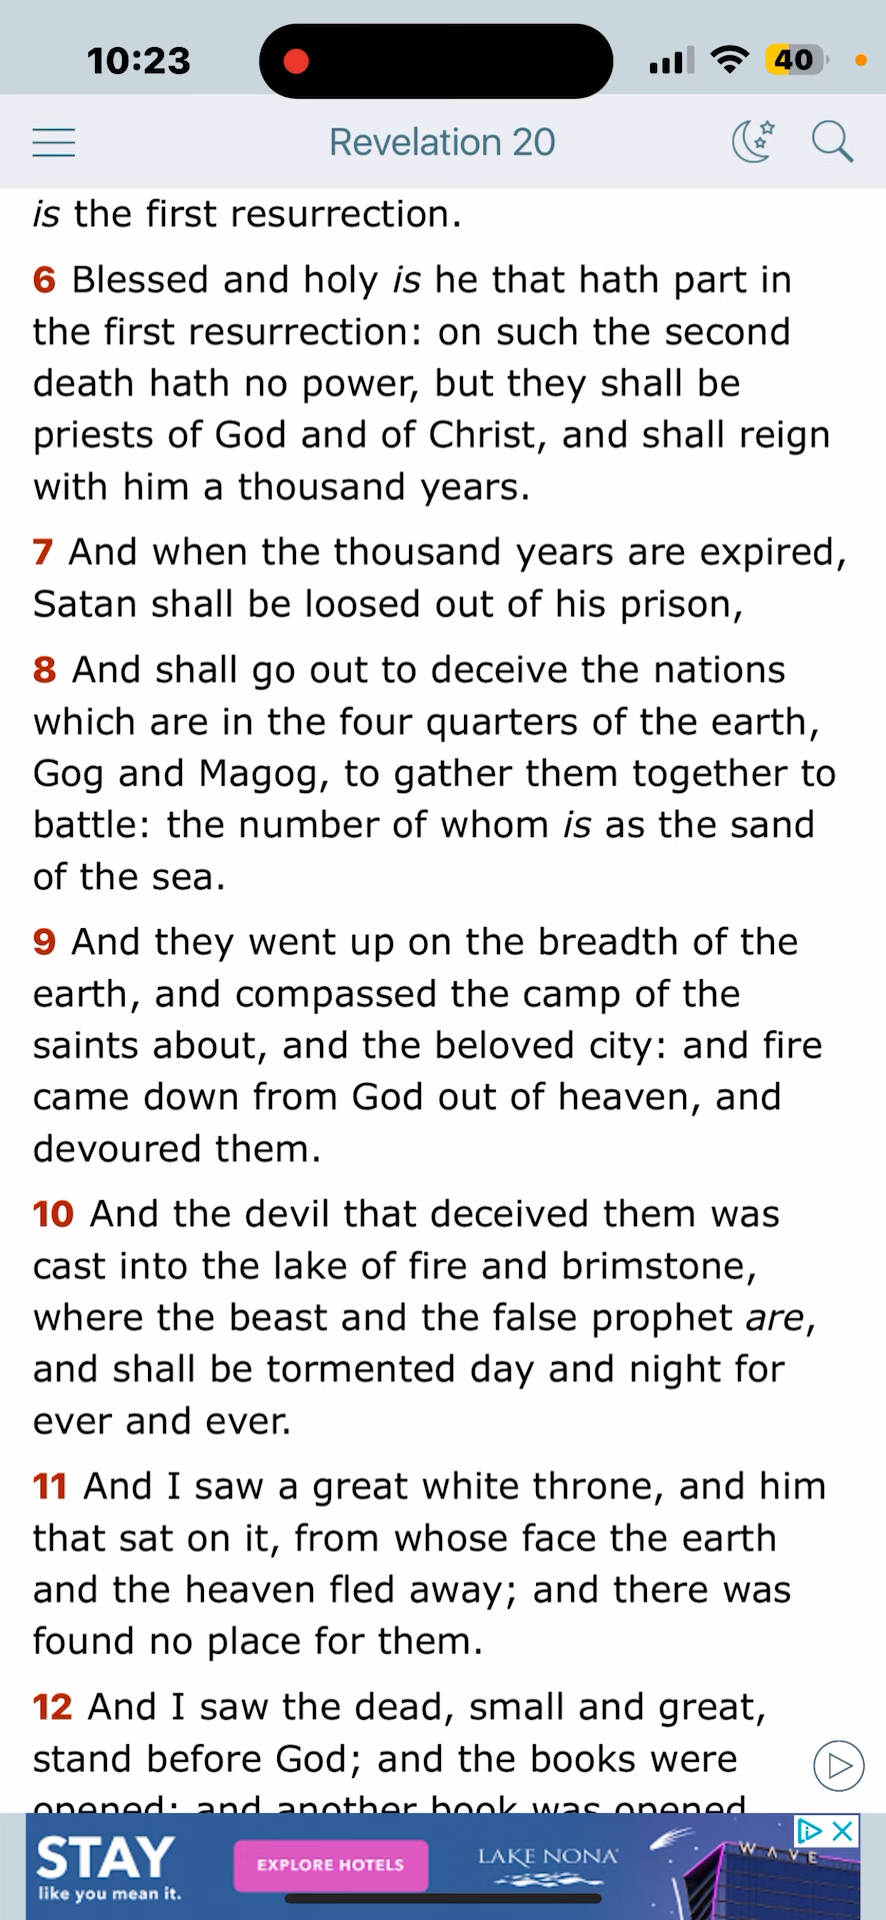 10:23
40
Revelation 20
is the first resurrection.
6 Blessed and holy is he that hath part in
the first resurrection: on such the second
death hath no power, but they shall be
priests of God and of Christ, and shall reign
with him a thousand years.
7 And when the thousand years are expired,
Satan shall be loosed out of his prison,
8 And shall go out to deceive the nations
which are in the four quarters of the earth,
Gog and Magog, to gather them together to
battle: the number of whom is as the sand
of the sea.
9 And they went up on the breadth of the
earth, and compassed the camp of the
saints about, and the beloved city: and fire
came down from God out of heaven, and
devoured them.
10 And the devil that deceived them was
cast into the lake of fire and brimstone,
where the beast and the false prophet are,
and shall be tormented day and night for
ever and ever.
11 And I saw a great white throne, and him
that sat on it, from whose face the earth
and the heaven fled away; and there was
found no place for them.
12 And I saw the dead, small and great,
stand before God; and the books were
opened: and another book was opened
STAY
like you mean it.
EXPLORE HOTELS
LAKE NONA
WAVE